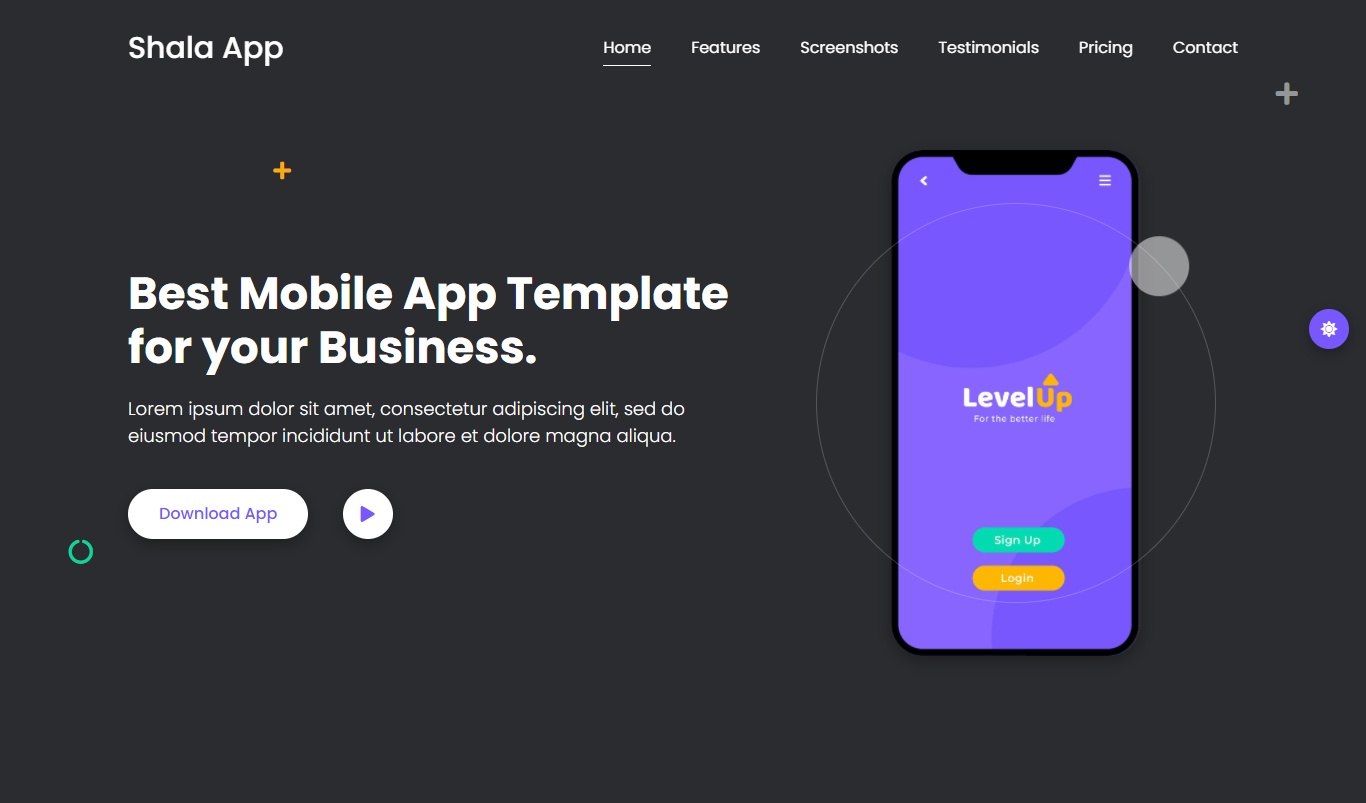 Shala App
Home Features Screenshots Testimonials Pricing Contact
Best Mobile App Template
for your Business.
Lorem ipsum dolor sit amet, consectetur adipiscing elit, sed do
eiusmod tempor incididunt ut labore et dolore magna aliqua.
Download App
LevelUp
For the better life
Sign Up
Login